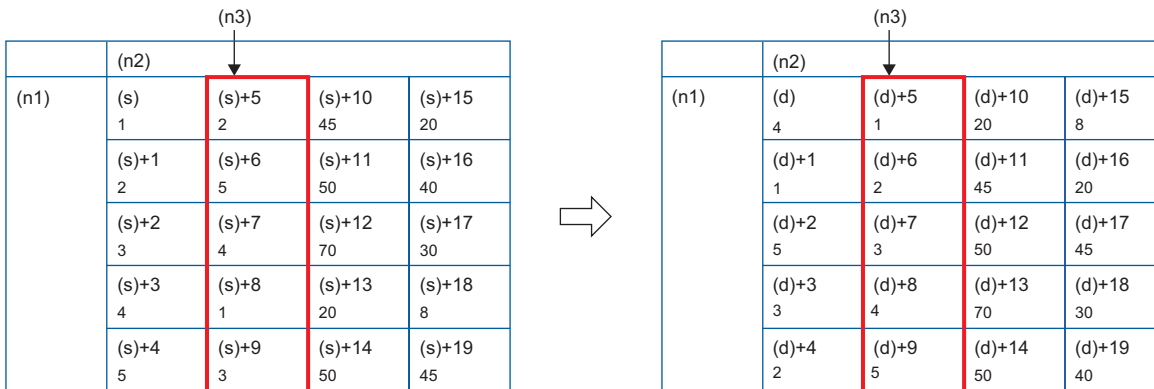 (n3)
(n2)
(n1) (s) (s)+5 (s)+10 (s)+15
1 2 45 20
(s)+1 (s)+6 (s)+11 (s)+16
2 5 50 40
(s)+2 (s)+7 (s)+12 (s)+17
3 4 70 30
(s)+3 (s)+8 (s)+13 (s)+18
4 1 20 8
(s)+4 (s)+9 (s)+14 (s)+19
5 3 50 45
(n3)
(n2)
(n1) (d) (d)+5 (d)+10 (d)+15
4 1 20 8
(d)+1 (d)+6 (d)+11 (d)+16
1 2 45 20
(d)+2 (d)+7 (d)+12 (d)+17
5 3 50 45
(d)+3 (d)+8 (d)+13 (d)+18
3 4 70 30
(d)+4 (d)+9 (d)+14 (d)+19
2 5 50 40